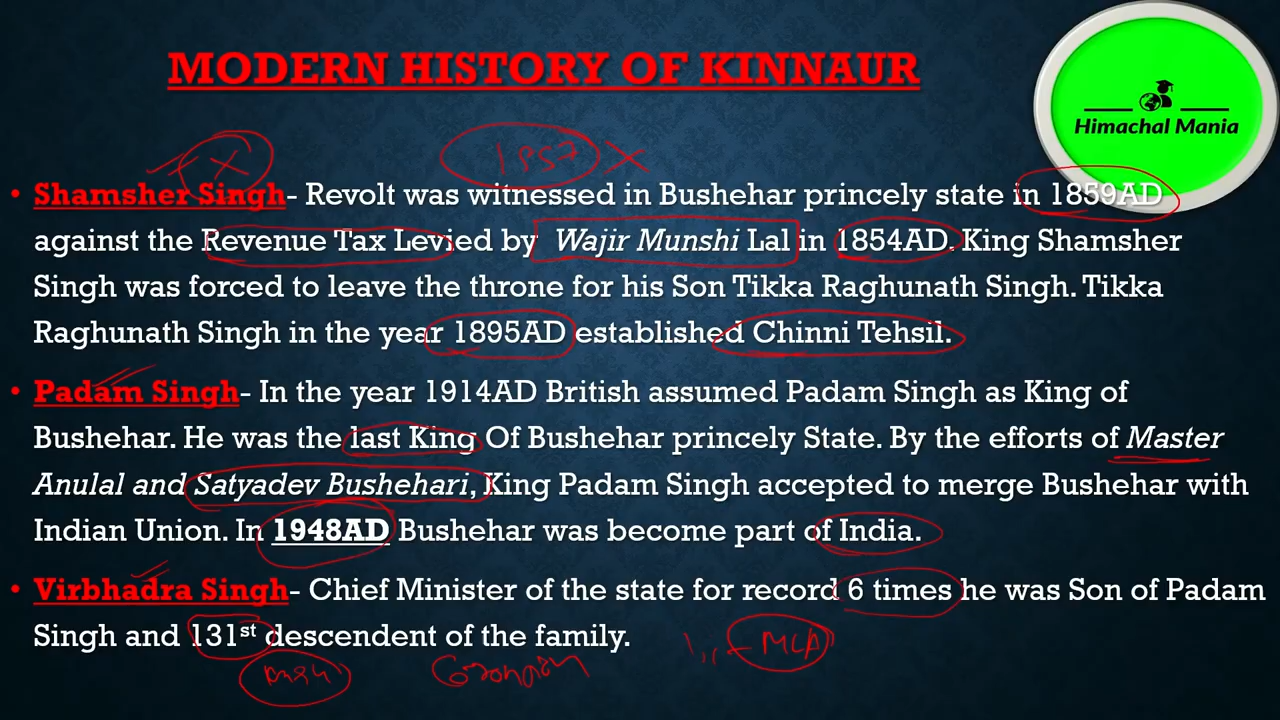 MODERN HISTORY OF KINNAUR
Himachal Mania
1857
• Shamsher Singh- Revolt was witnessed in Bushehar princely state in 1859AD
against the Revenue Tax Levied by Wajir Munshi Lal in 1854AD. King Shamsher
Singh was forced to leave the throne for his Son Tikka Raghunath Singh. Tikka
Raghunath Singh in the year 1895AD established Chinni Tehsil.
• Padam Singh- In the year 1914AD British assumed Padam Singh as King of
Bushehar. He was the last King Of Bushehar princely State. By the efforts of Master
Anulal and Satyadev Bushehari, King Padam Singh accepted to merge Bushehar with
Indian Union. In 1948AD Bushehar was become part of India.
• Virbhadra Singh- Chief Minister of the state for record 6 times he was Son of Padam
Singh and 131st descendent of the family.
MLA